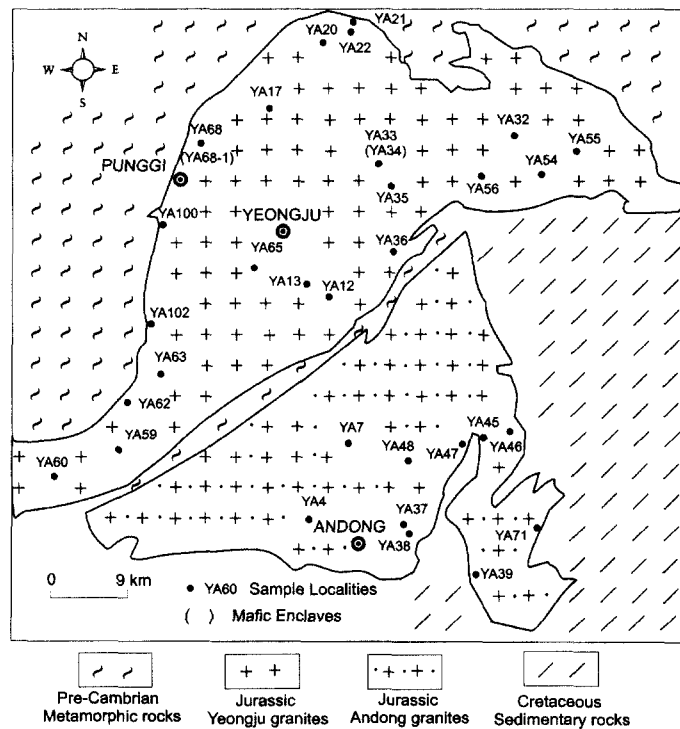 N
W E
S
YA20
YA21
YA22
YA17
YA68
(YA68-1)
PUNGGI
YA33
(YA34)
YA32
YA55
YA35
YA56
YA54
YA100
YEONGJU
YA65
YA36
YA13
YA12
YA102
YA63
YA62
YA59
YA60
YA7
YA48
YA47
YA45
YA46
YA4
YA37
ANDONG
YA38
YA71
YA39
0 9 km
YA60 Sample Localities
( ) Mafic Enclaves
Pre-Cambrian
Metamorphic rocks
Jurassic
Yeongju granites
Jurassic
Andong granites
Cretaceous
Sedimentary rocks